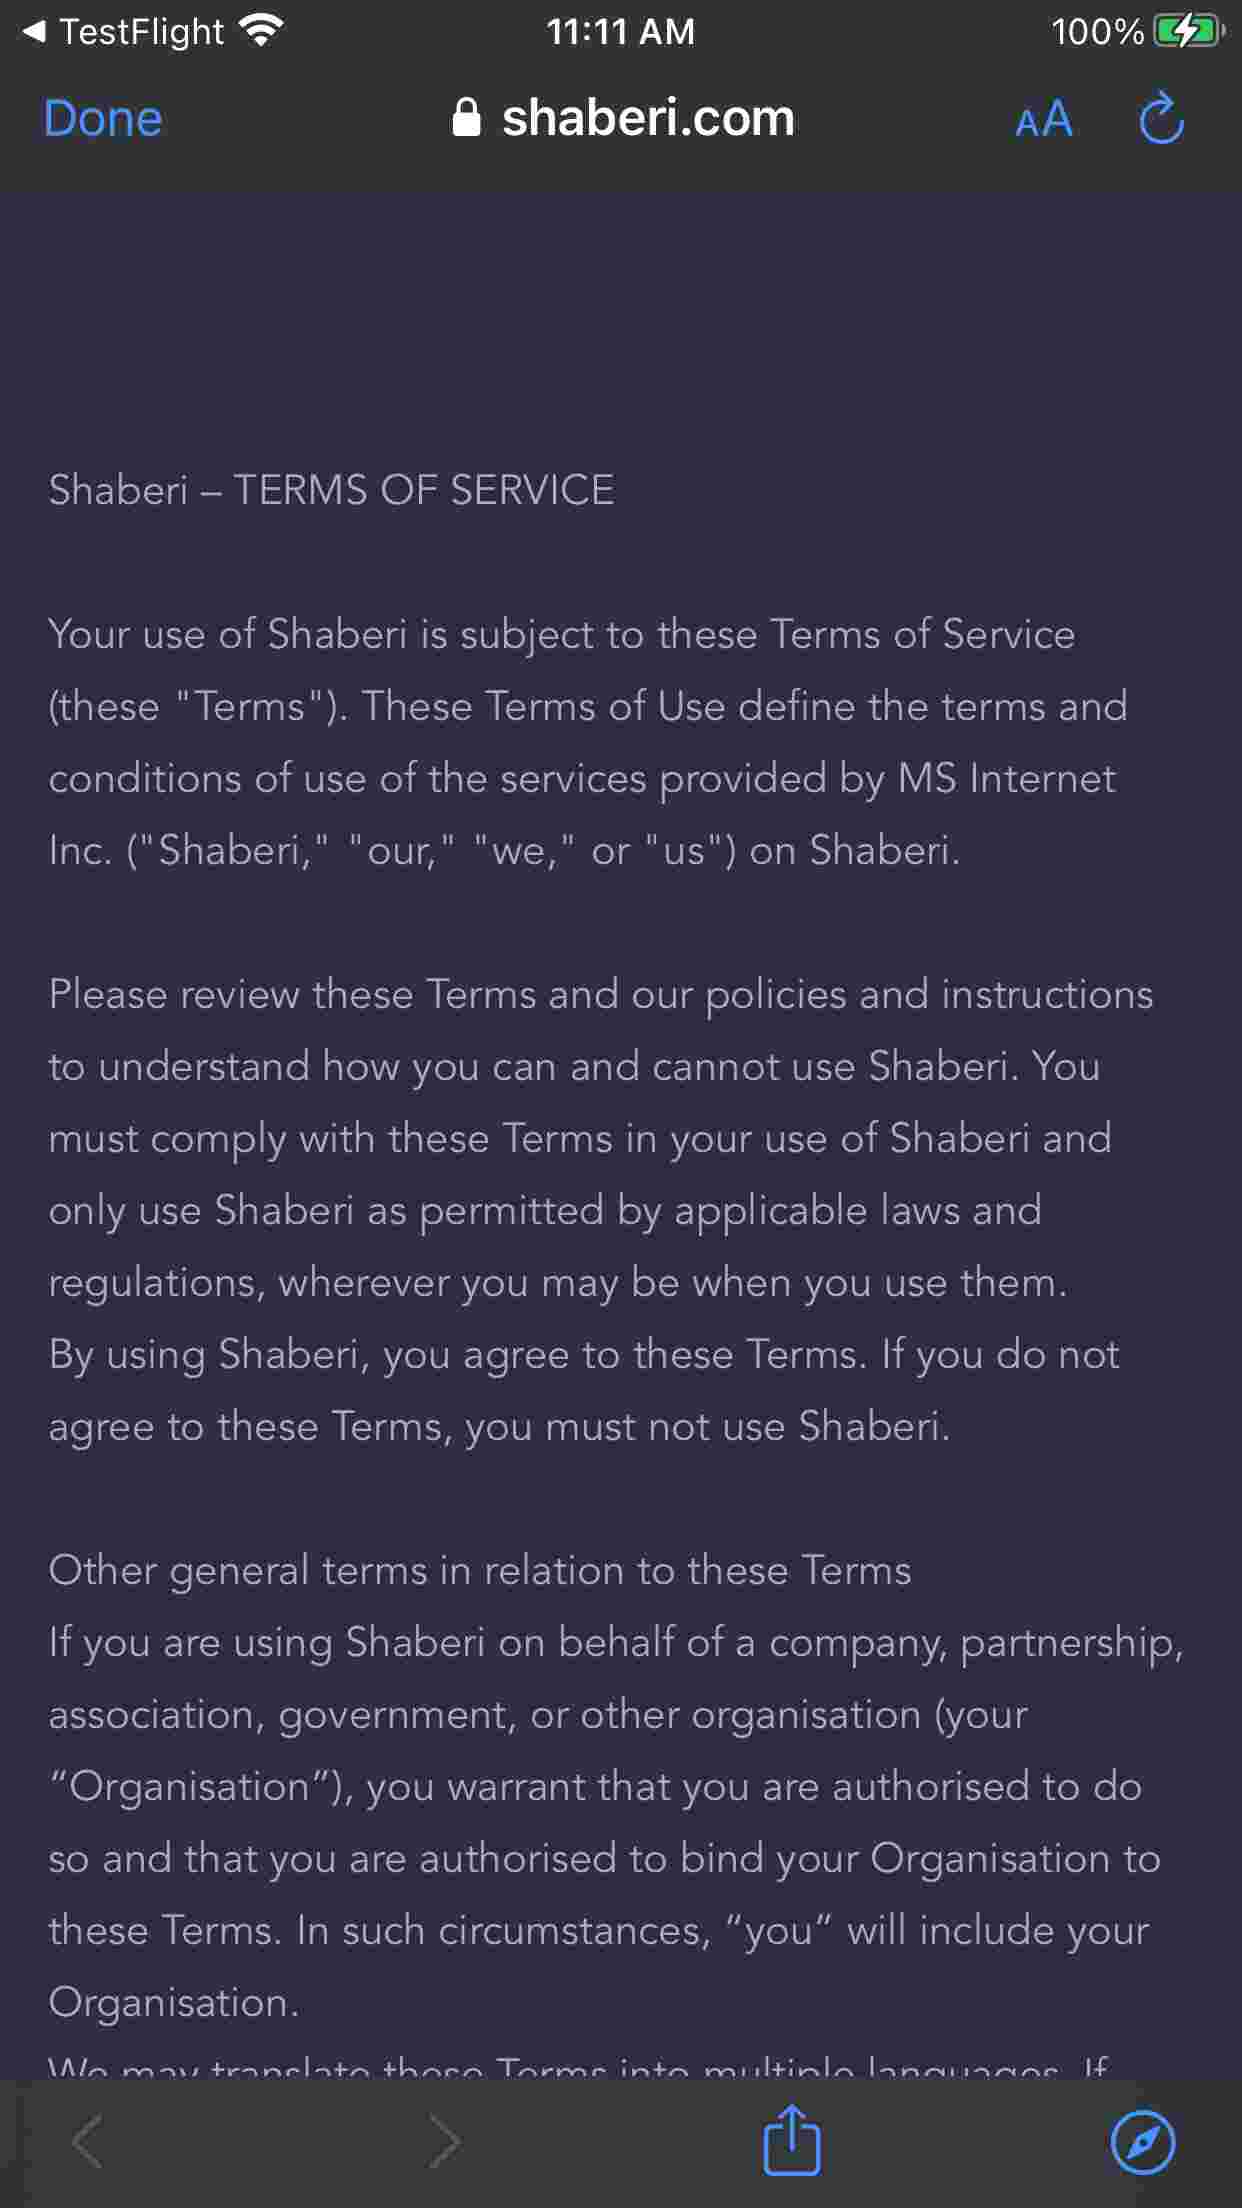 TestFlight 11:11 AM 100%
Done shaberi.com AA
Shaberi – TERMS OF SERVICE
Your use of Shaberi is subject to these Terms of Service
(these "Terms"). These Terms of Use define the terms and
conditions of use of the services provided by MS Internet
Inc. ("Shaberi," "our," "we," or "us") on Shaberi.
Please review these Terms and our policies and instructions
to understand how you can and cannot use Shaberi. You
must comply with these Terms in your use of Shaberi and
only use Shaberi as permitted by applicable laws and
regulations, wherever you may be when you use them.
By using Shaberi, you agree to these Terms. If you do not
agree to these Terms, you must not use Shaberi.
Other general terms in relation to these Terms
If you are using Shaberi on behalf of a company, partnership,
association, government, or other organisation (your
“Organisation”), you warrant that you are authorised to do
so and that you are authorised to bind your Organisation to
these Terms. In such circumstances, “you” will include your
Organisation.
We may translate these Terms into multiple languages. If